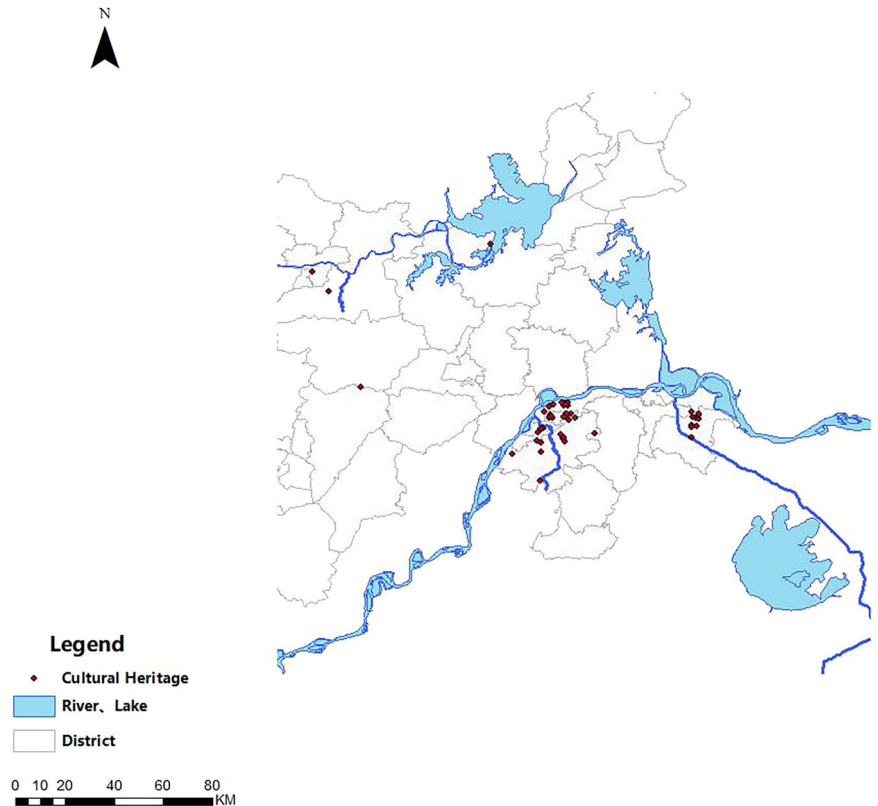 N
Legend
Cultural Heritage
River、Lake
District
0 10 20 40 60 80
KM